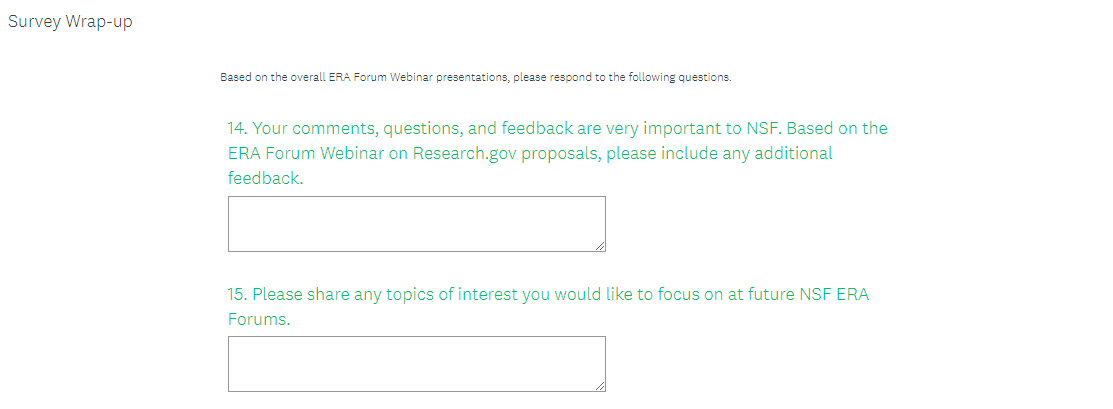 Survey Wrap-up
Based on the overall ERA Forum Webinar presentations, please respond to the following questions.
14. Your comments, questions, and feedback are very important to NSF. Based on the
ERA Forum Webinar on Research.gov proposals, please include any additional
feedback.
15. Please share any topics of interest you would like to focus on at future NSF ERA
Forums.